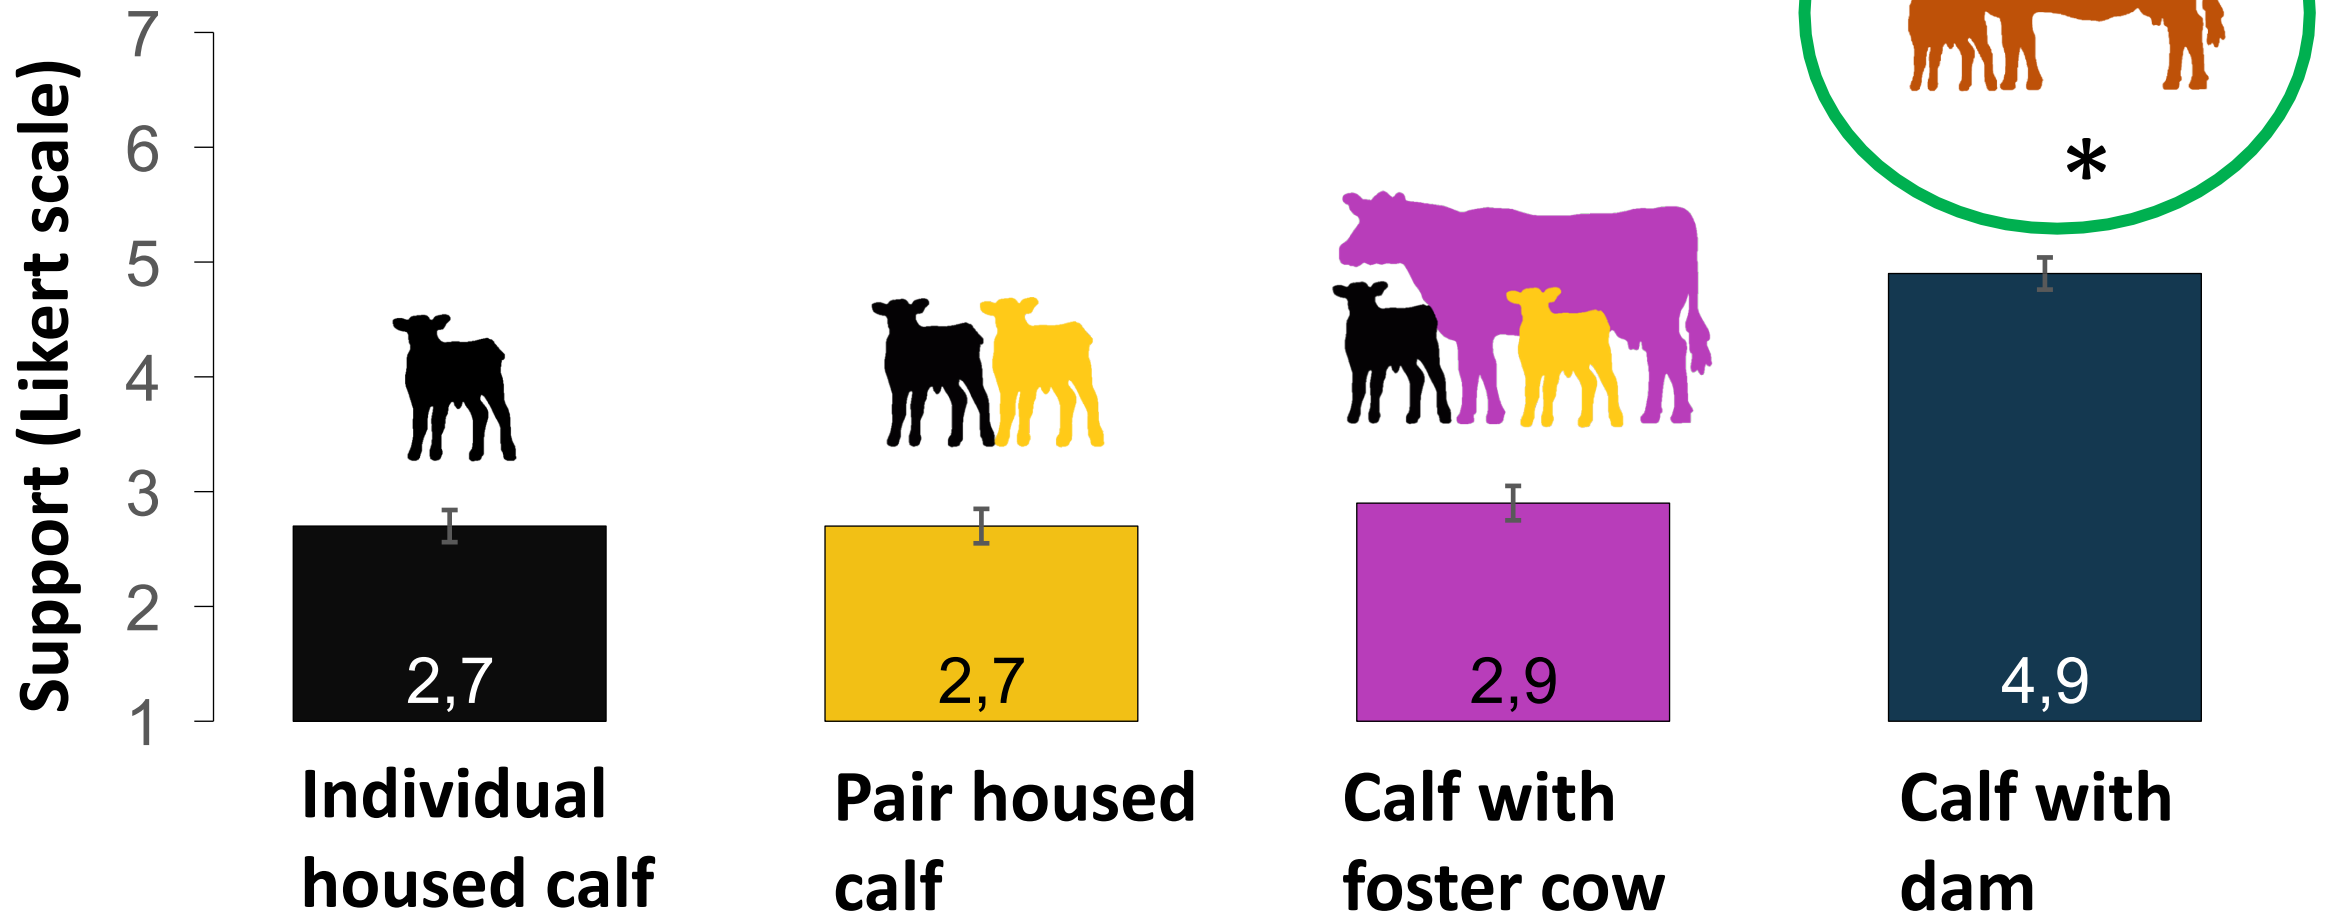 Support (Likert scale)
7
6
5
4
3
2
1
*
2,7
2,7
2,9
4,9
Individual
housed calf
Pair housed
calf
Calf with
foster cow
Calf with
dam